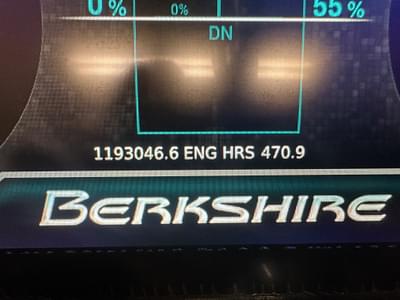 0% 0% 55%
DN
1193046.6 ENG HRS 470.9
BERKSHIRE